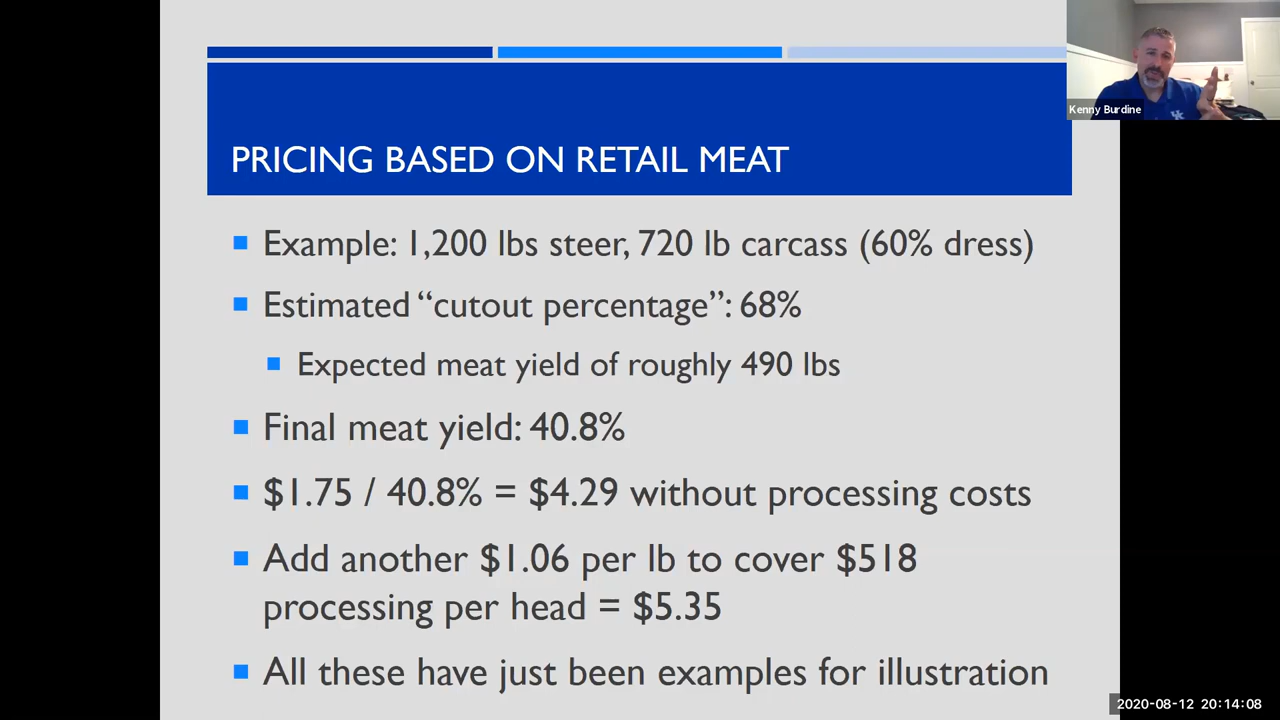 Kenny Burdine
PRICING BASED ON RETAIL MEAT
Example: 1,200 lbs steer, 720 lb carcass (60% dress)
Estimated “cutout percentage”: 68%
Expected meat yield of roughly 490 lbs
Final meat yield: 40.8%
$1.75 / 40.8% = $4.29 without processing costs
Add another $1.06 per lb to cover $518
processing per head = $5.35
All these have just been examples for illustration
2020-08-12 20:14:08